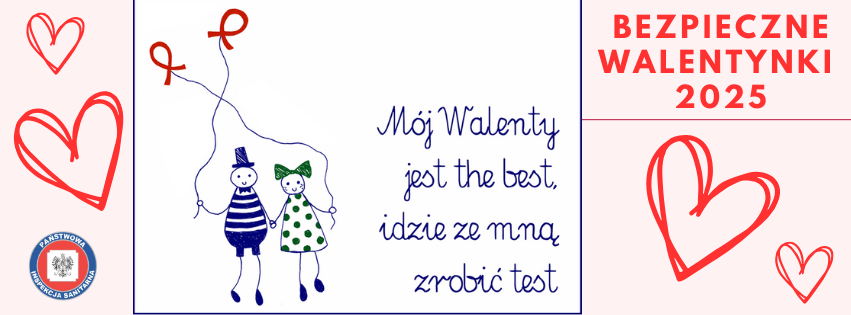 BEZPIECZNE
WALENTYNKI
2025
Mój Walenty
jest the best,
idzie ze mną
zrobić test
PAŃSTWOWA
INSPEKCJA SANITARNA